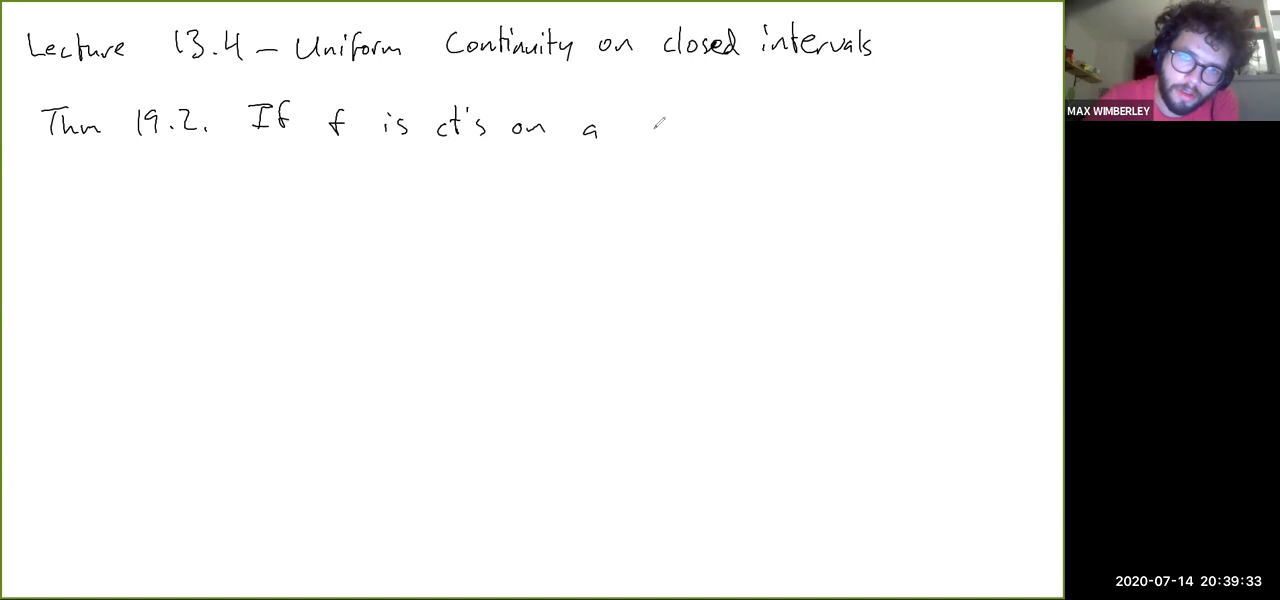 Lecture 13.4 – Uniform Continuity on closed intervals
Thm 19.2. If f is ct's on a
MAX WIMBERLEY
2020-07-14 20:39:33